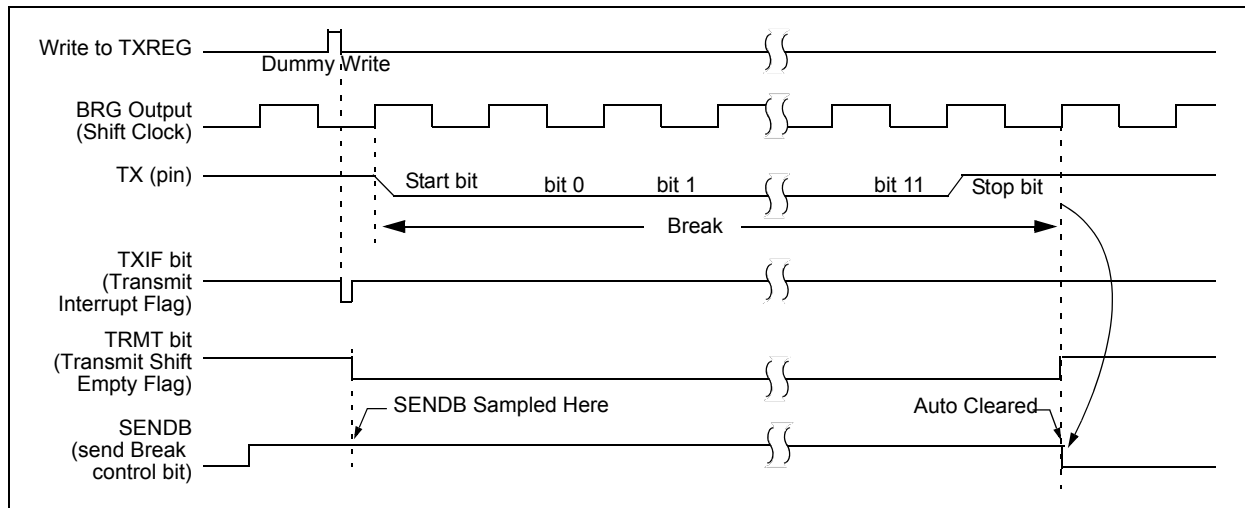 Write to TXREG
Dummy Write
BRG Output
(Shift Clock)
TX (pin)
Start bit
bit 0
bit 1
bit 11
Stop bit
Break
TXIF bit
(Transmit
Interrupt Flag)
TRMT bit
(Transmit Shift
Empty Flag)
SENDB Sampled Here
Auto Cleared
SENDB
(send Break
control bit)